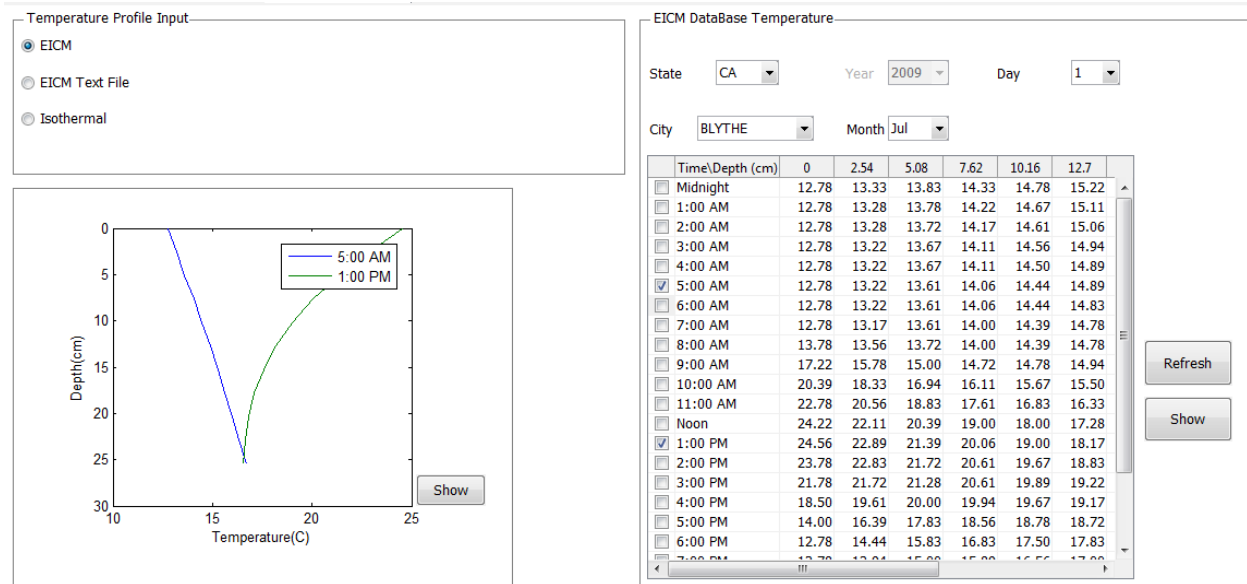 Temperature Profile Input
EICM
EICM Text File
Isothermal
0
5
10
15
20
25
30
Depth(cm)
5:00 AM
1:00 PM
10 15 20 25
Temperature(C)
Show
EICM DataBase Temperature
State CA Year 2009 Day 1
City BLYTHE Month Jul
Time\Depth (cm) 0 2.54 5.08 7.62 10.16 12.7
Midnight 12.78 13.33 13.83 14.33 14.78 15.22
1:00 AM 12.78 13.28 13.78 14.22 14.67 15.11
2:00 AM 12.78 13.28 13.72 14.17 14.61 15.06
3:00 AM 12.78 13.22 13.67 14.11 14.56 14.94
4:00 AM 12.78 13.22 13.67 14.11 14.50 14.89
5:00 AM 12.78 13.22 13.61 14.06 14.44 14.89
6:00 AM 12.78 13.22 13.61 14.06 14.44 14.83
7:00 AM 12.78 13.17 13.61 14.00 14.39 14.78
8:00 AM 13.78 13.56 13.72 14.00 14.39 14.78
9:00 AM 17.22 15.78 15.00 14.72 14.78 14.94
10:00 AM 20.39 18.33 16.94 16.11 15.67 15.50
11:00 AM 22.78 20.56 18.83 17.61 16.83 16.33
Noon 24.22 22.11 20.39 19.00 18.00 17.28
1:00 PM 24.56 22.89 21.39 20.06 19.00 18.17
2:00 PM 23.78 22.83 21.72 20.61 19.67 18.83
3:00 PM 21.78 21.72 21.28 20.61 19.89 19.22
4:00 PM 18.50 19.61 20.00 19.94 19.67 19.17
5:00 PM 14.00 16.39 17.83 18.56 18.78 18.72
6:00 PM 12.78 14.44 15.83 16.83 17.50 17.83
Refresh
Show